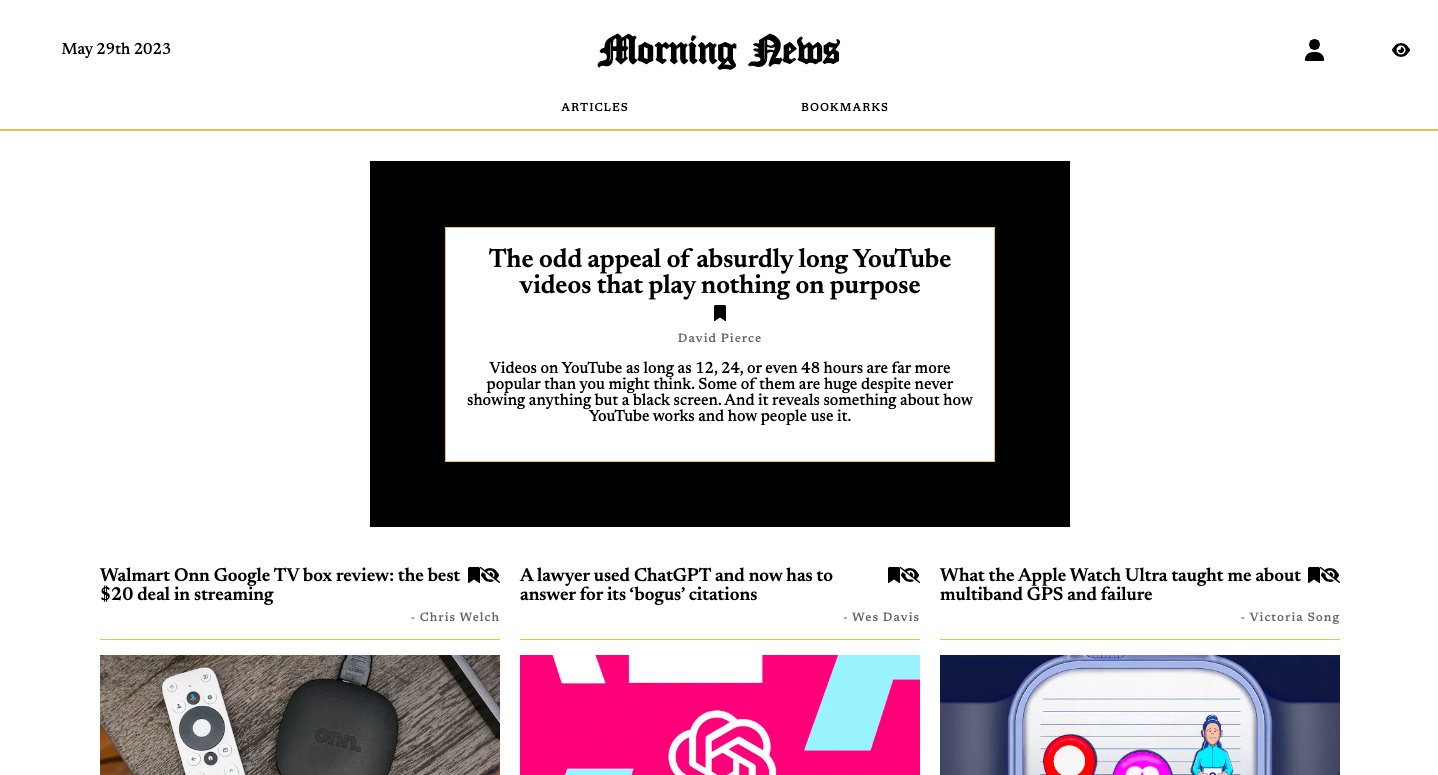 May 29th 2023
Morning News
ARTICLES
BOOKMARKS
The odd appeal of absurdly long YouTube
videos that play nothing on purpose
David Pierce
Videos on YouTube as long as 12, 24, or even 48 hours are far more
popular than you might think. Some of them are huge despite never
showing anything but a black screen. And it reveals something about how
YouTube works and how people use it.
Walmart Onn Google TV box review: the best
$20 deal in streaming
- Chris Welch
A lawyer used ChatGPT and now has to
answer for its ‘bogus’ citations
- Wes Davis
What the Apple Watch Ultra taught me about
multiband GPS and failure
- Victoria Song
onn.